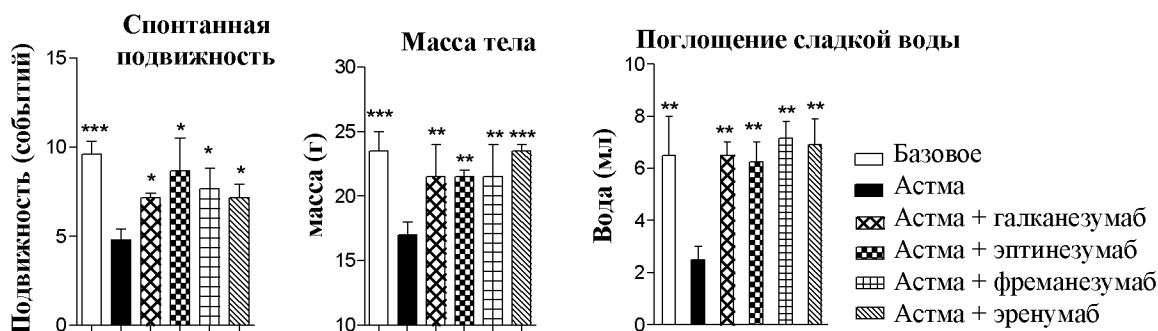 Спонтанная
подвижность
Масса тела
Поглощение сладкой воды
Подвижность (событий)
15
10
5
0
***
*
*
*
*
масса (г)
30
25
20
15
10
***
**
**
**
***
Вода (мл)
10
8
6
4
2
0
**
**
**
**
**
Базовое
Астма
Астма + галканезумаб
Астма + эптинезумаб
Астма + фреманезумаб
Астма + эренумаб